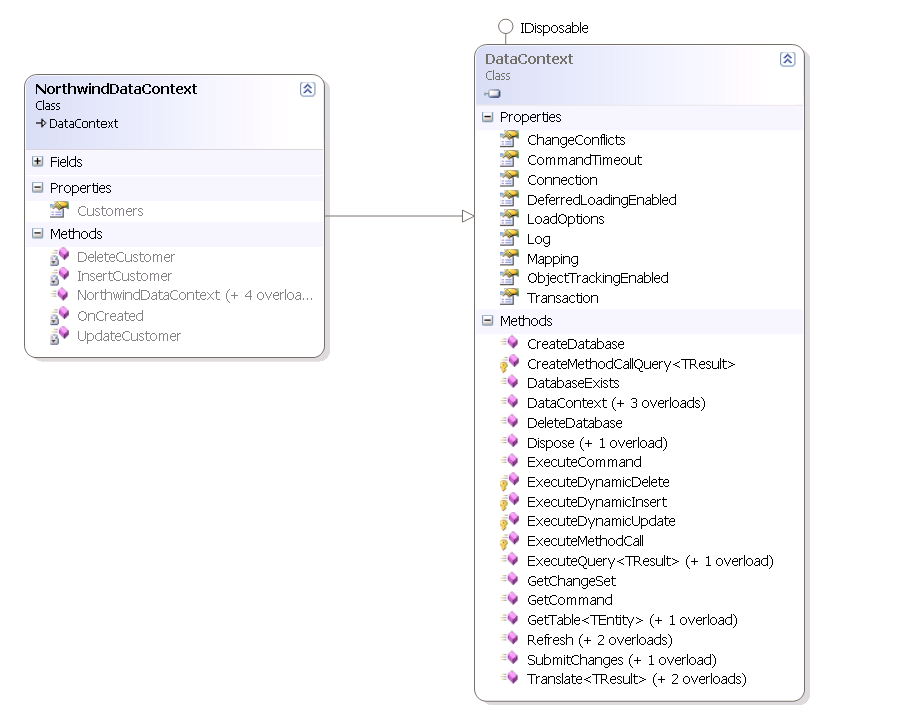 NorthwindDataContext
Class
DataContext
Fields
Properties
Customers
Methods
DeleteCustomer
InsertCustomer
NorthwindDataContext (+ 4 overloa...
OnCreated
UpdateCustomer
IDisposable
DataContext
Class
Properties
ChangeConflicts
CommandTimeout
Connection
DeferredLoadingEnabled
LoadOptions
Log
Mapping
ObjectTrackingEnabled
Transaction
Methods
CreateDatabase
CreateMethodCallQuery<TResult>
DatabaseExists
DataContext (+ 3 overloads)
DeleteDatabase
Dispose (+ 1 overload)
ExecuteCommand
ExecuteDynamicDelete
ExecuteDynamicInsert
ExecuteDynamicUpdate
ExecuteMethodCall
ExecuteQuery<TResult> (+ 1 overload)
GetChangeSet
GetCommand
GetTable<TEntity> (+ 1 overload)
Refresh (+ 2 overloads)
SubmitChanges (+ 1 overload)
Translate<TResult> (+ 2 overloads)